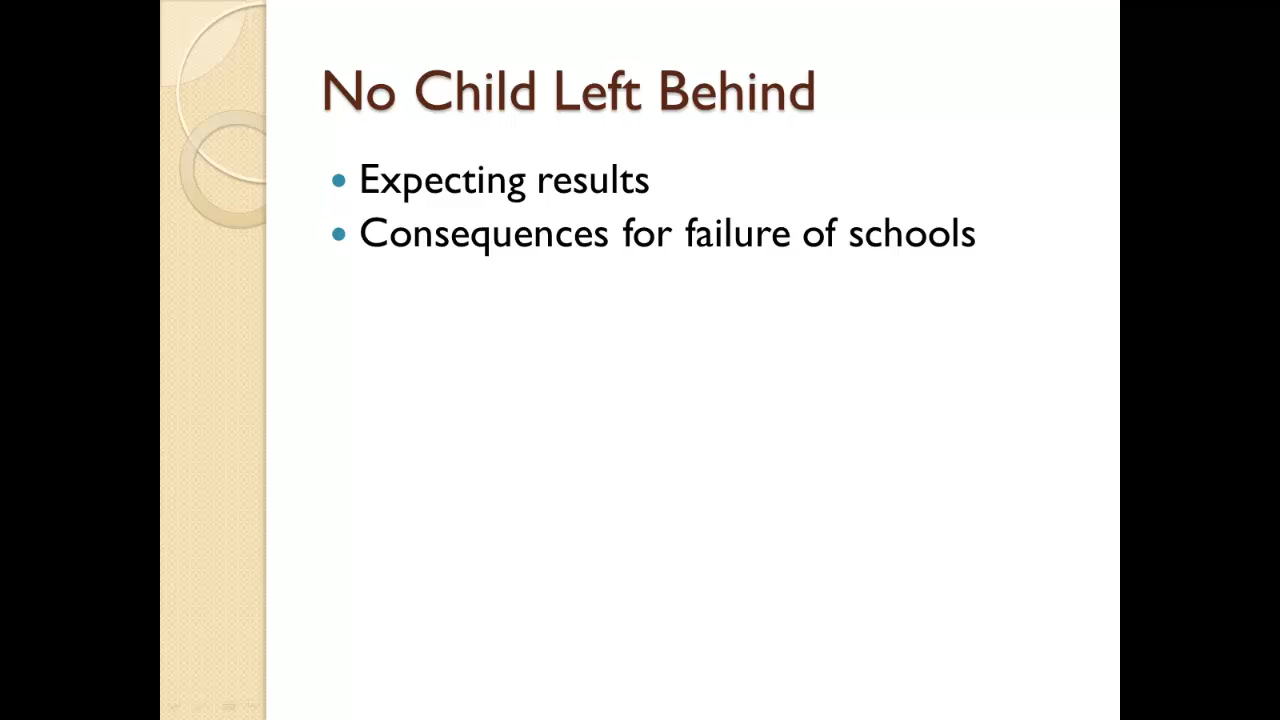 No Child Left Behind
• Expecting results
• Consequences for failure of schools